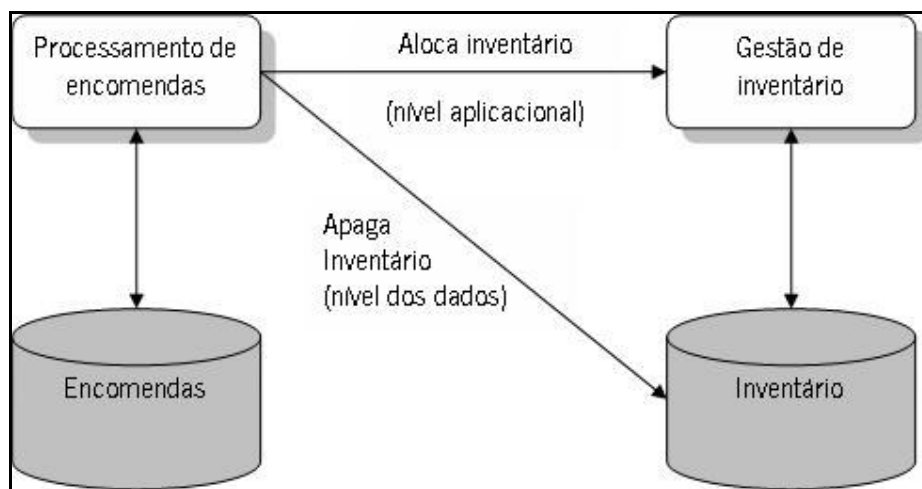 Processamento de
encomendas
Aloca inventário
(nível aplicacional)
Gestão de
inventário
Apaga
Inventário
(nível dos dados)
Encomendas
Inventário